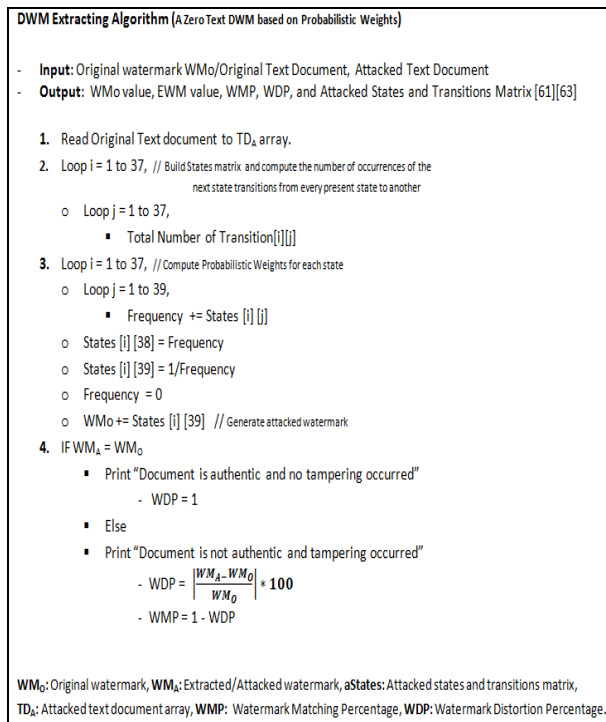 DWM Extracting Algorithm (A Zero Text DWM based on Probabilistic Weights)
- Input: Original watermark WMo/Original Text Document, Attacked Text Document
- Output: WMo value, EWM value, WMP, WDP, and Attacked States and Transitions Matrix [61][63]
1. Read Original Text document to TDA array.
2. Loop i = 1 to 37, // Build States matrix and compute the number of occurrences of the
next state transitions from every present state to another
o Loop j = 1 to 37,
▪ Total Number of Transition[i][j]
3. Loop i = 1 to 37, // Compute Probabilistic Weights for each state
o Loop j = 1 to 39,
▪ Frequency += States [i] [j]
o States [i] [38] = Frequency
o States [i] [39] = 1/Frequency
o Frequency = 0
o WMo += States [i] [39] // Generate attacked watermark
4. IF WMA = WMO
▪ Print “Document is authentic and no tampering occurred”
- WDP = 1
▪ Else
▪ Print “Document is not authentic and tampering occurred”
- WDP = |WMA−WMO / WMO| * 100
- WMP = 1 - WDP
WMO: Original watermark, WMA: Extracted/Attacked watermark, aStates: Attacked states and transitions matrix,
TDA: Attacked text document array, WMP: Watermark Matching Percentage, WDP: Watermark Distortion Percentage.